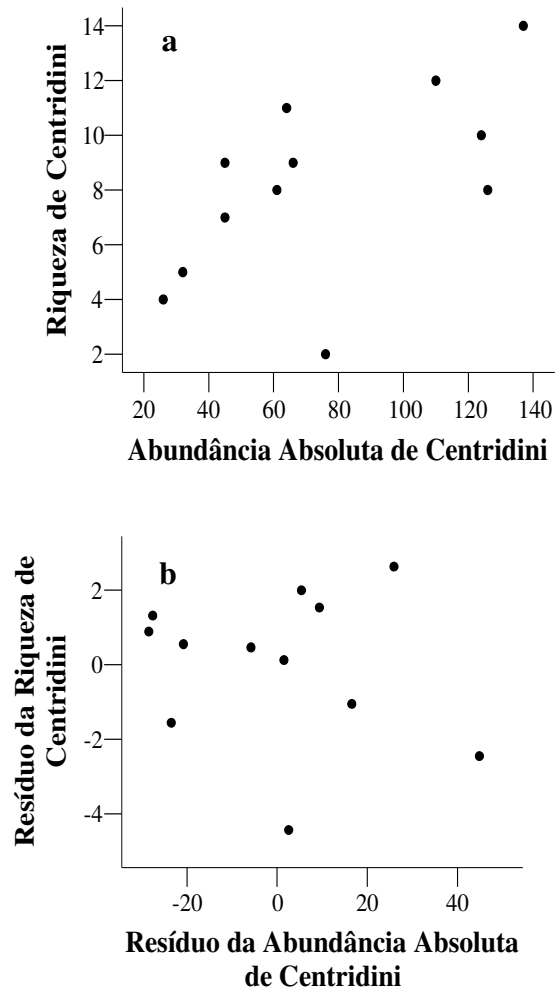 14
a
12
10
8
6
4
2
Riqueza de Centridini
20 40 60 80 100 120 140
Abundância Absoluta de Centridini
b
2
0
-2
-4
Resíduo da Riqueza de
Centridini
-20 0 20 40
Resíduo da Abundância Absoluta
de Centridini